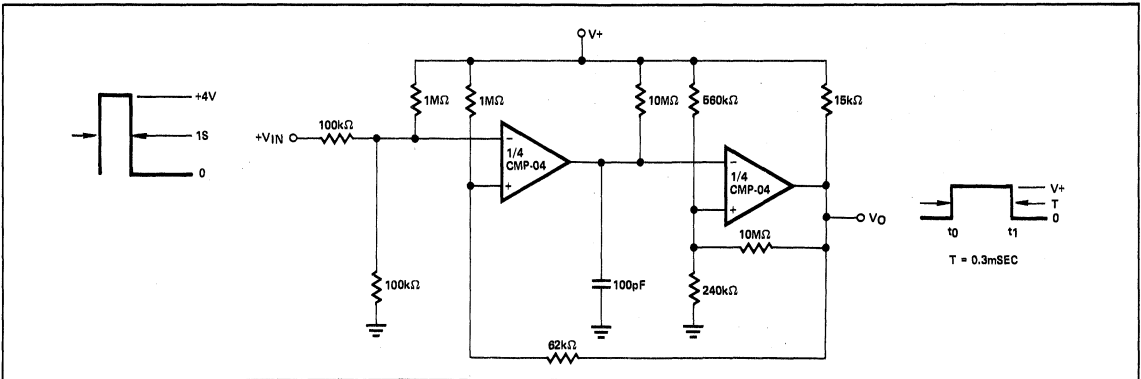 V+
+4V
1S
0
+VIN
100kΩ
1MΩ
1MΩ
10MΩ
560kΩ
15kΩ
−
1/4
CMP-04
+
−
1/4
CMP-04
+
10MΩ
VO
V+
T
0
t0
t1
T = 0.3mSEC
100kΩ
100pF
240kΩ
62kΩ